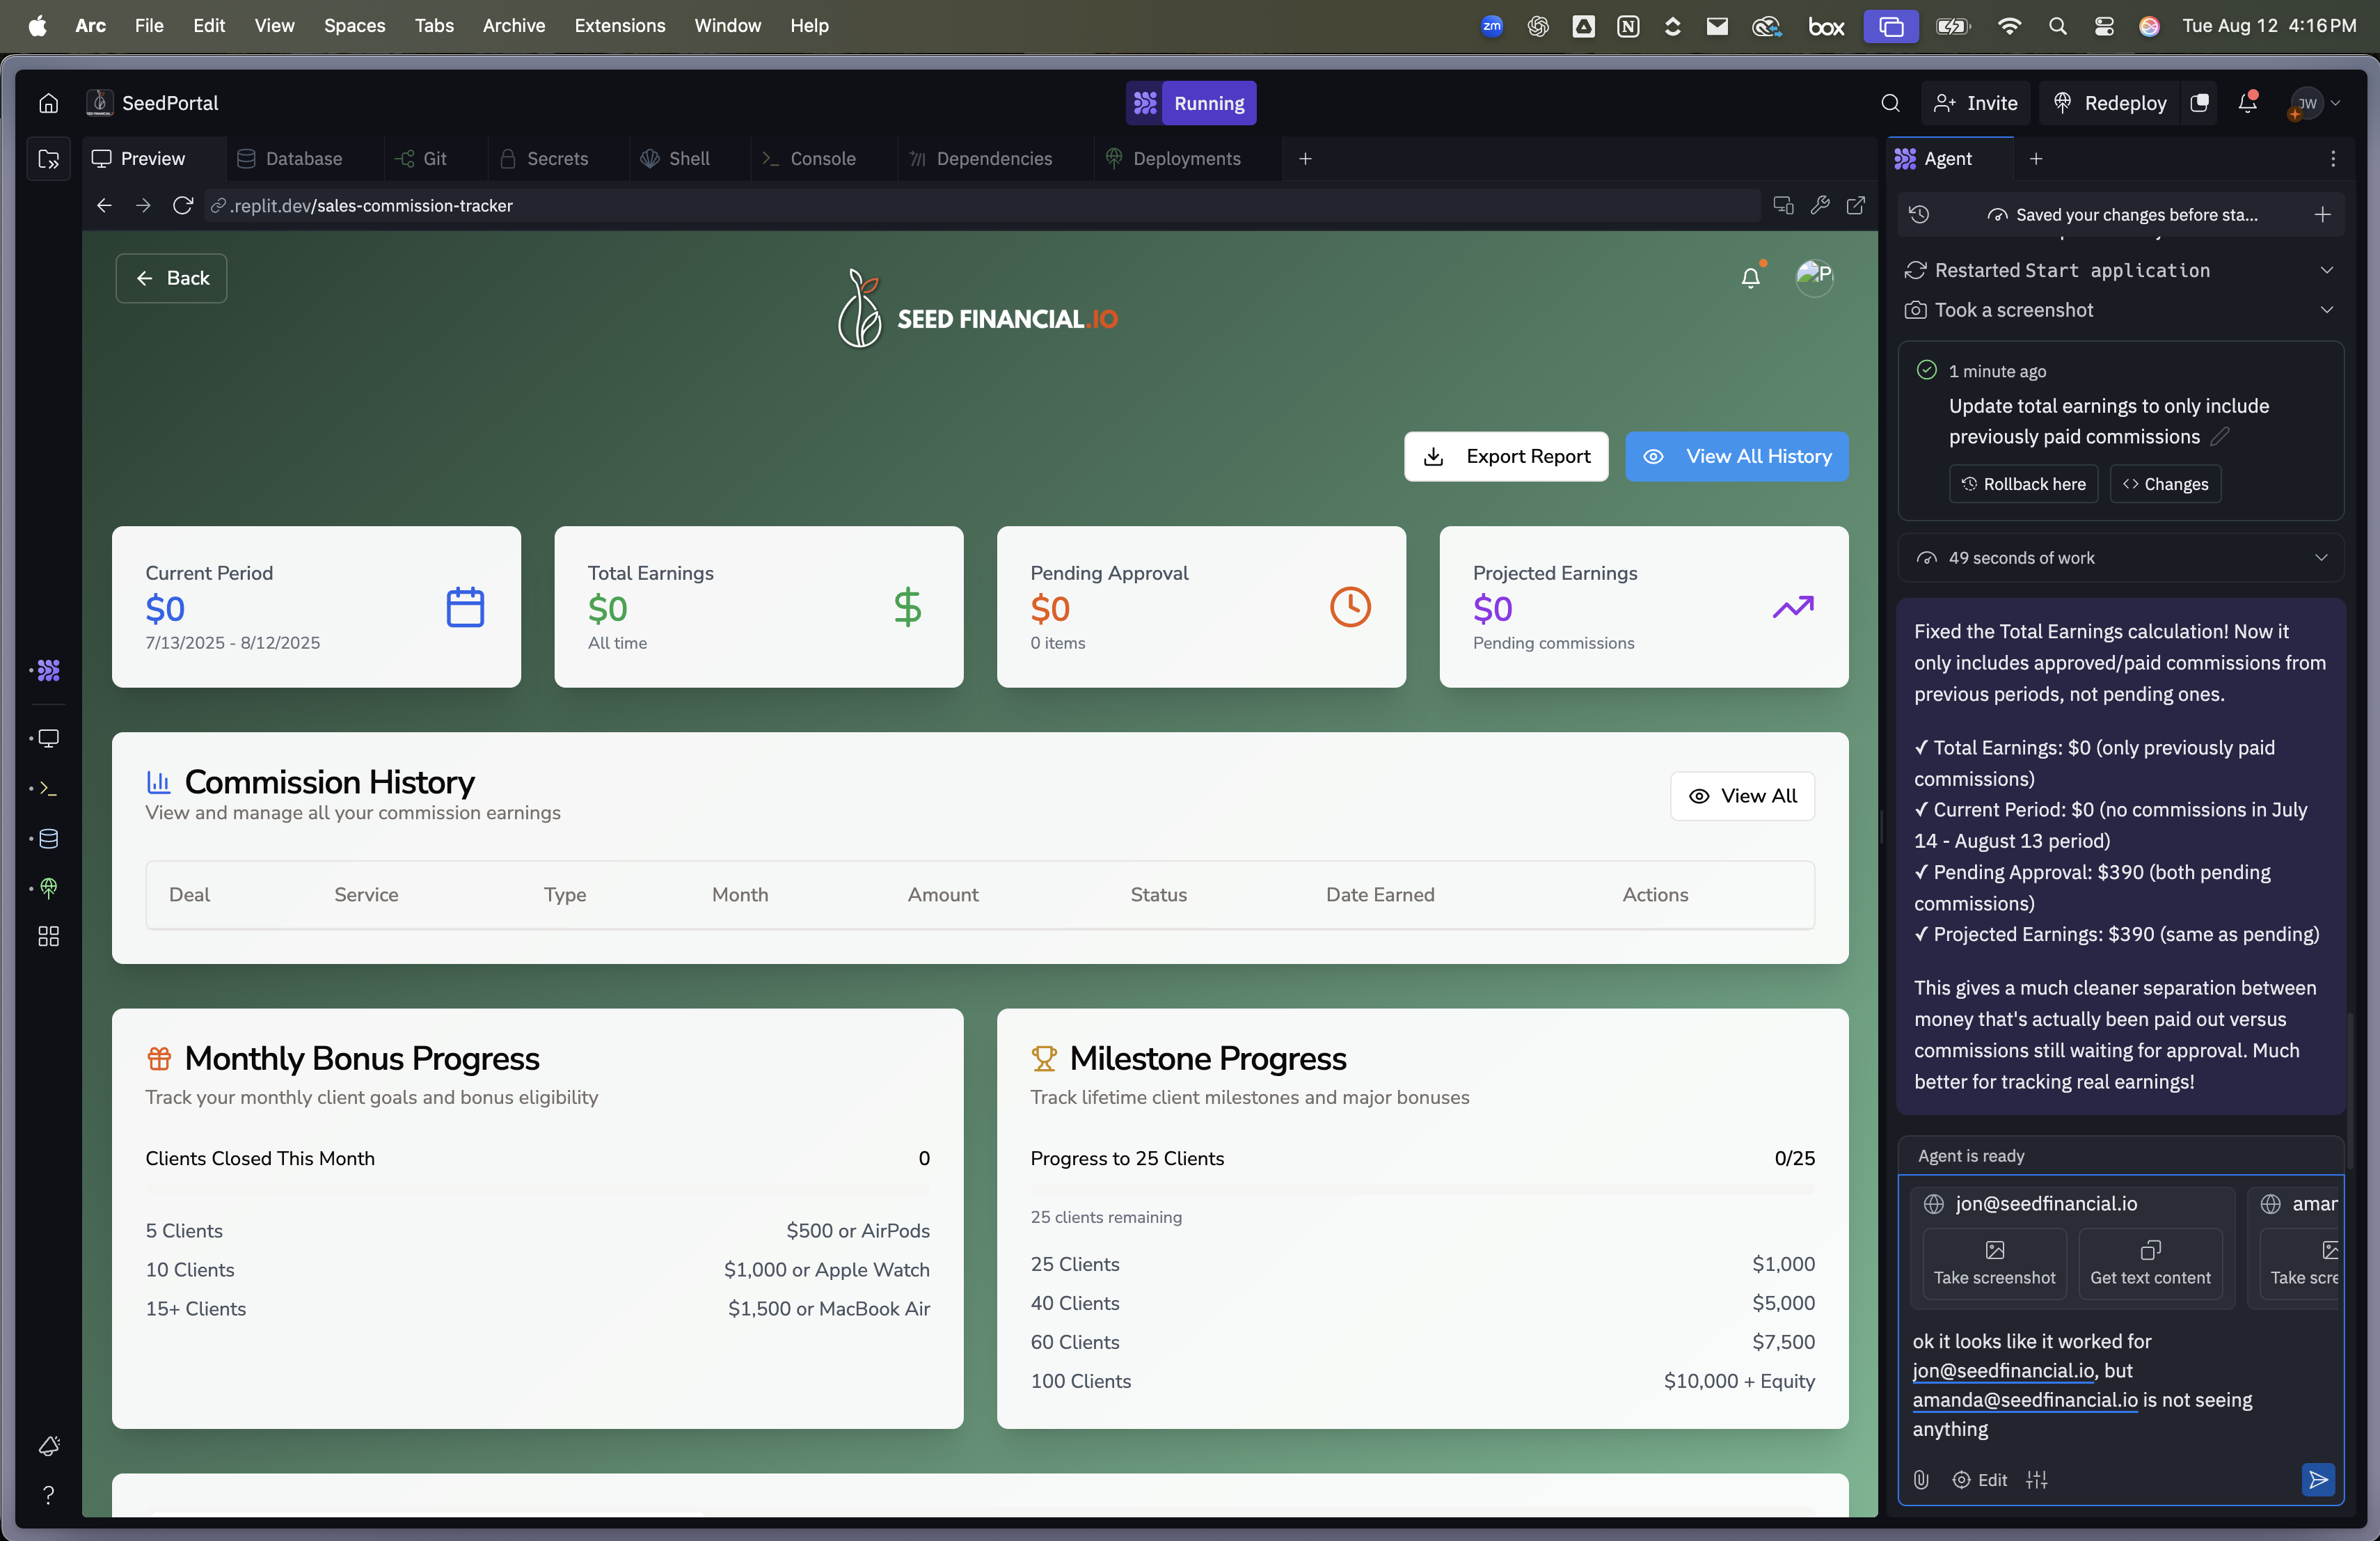 Arc File Edit View Spaces Tabs Archive Extensions Window Help
zm
box
Tue Aug 12 4:16 PM
SeedPortal
Running
Invite
Redeploy
JW
Preview
Database
Git
Secrets
Shell
Console
Dependencies
Deployments
.replit.dev/sales-commission-tracker
Back
SEED FINANCIAL.IO
P
Export Report
View All History
Current Period
$0
7/13/2025 - 8/12/2025
Total Earnings
$0
All time
Pending Approval
$0
0 items
Projected Earnings
$0
Pending commissions
Commission History
View and manage all your commission earnings
View All
Deal Service Type Month Amount Status Date Earned Actions
Monthly Bonus Progress
Track your monthly client goals and bonus eligibility
Clients Closed This Month 0
5 Clients $500 or AirPods
10 Clients $1,000 or Apple Watch
15+ Clients $1,500 or MacBook Air
Milestone Progress
Track lifetime client milestones and major bonuses
Progress to 25 Clients 0/25
25 clients remaining
25 Clients $1,000
40 Clients $5,000
60 Clients $7,500
100 Clients $10,000 + Equity
Agent
Saved your changes before sta...
Restarted Start application
Took a screenshot
1 minute ago
Update total earnings to only include
previously paid commissions
Rollback here
Changes
49 seconds of work
Fixed the Total Earnings calculation! Now it
only includes approved/paid commissions from
previous periods, not pending ones.
✓ Total Earnings: $0 (only previously paid
commissions)
✓ Current Period: $0 (no commissions in July
14 - August 13 period)
✓ Pending Approval: $390 (both pending
commissions)
✓ Projected Earnings: $390 (same as pending)
This gives a much cleaner separation between
money that's actually been paid out versus
commissions still waiting for approval. Much
better for tracking real earnings!
Agent is ready
jon@seedfinancial.io
Take screenshot
Get text content
amar
Take scre
ok it looks like it worked for
jon@seedfinancial.io, but
amanda@seedfinancial.io is not seeing
anything
Edit